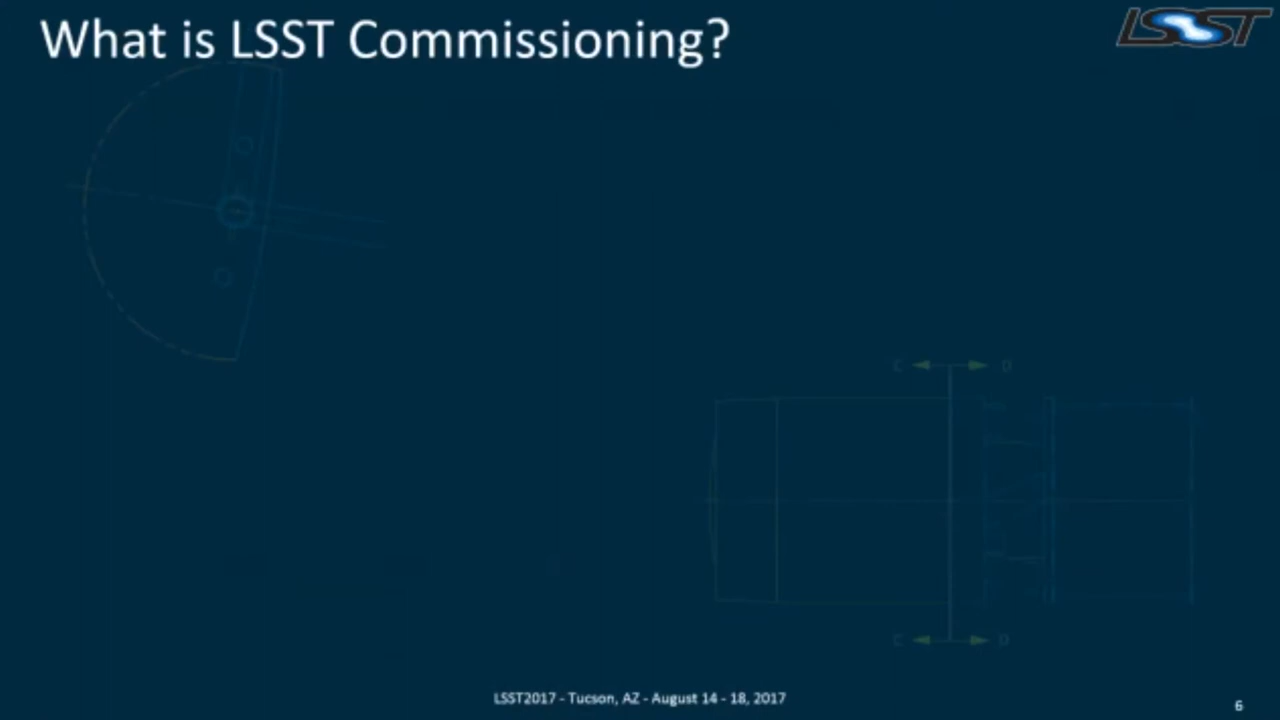 What is LSST Commissioning?
LSST
C D
C D
LSST2017 - Tucson, AZ - August 14 - 18, 2017
6